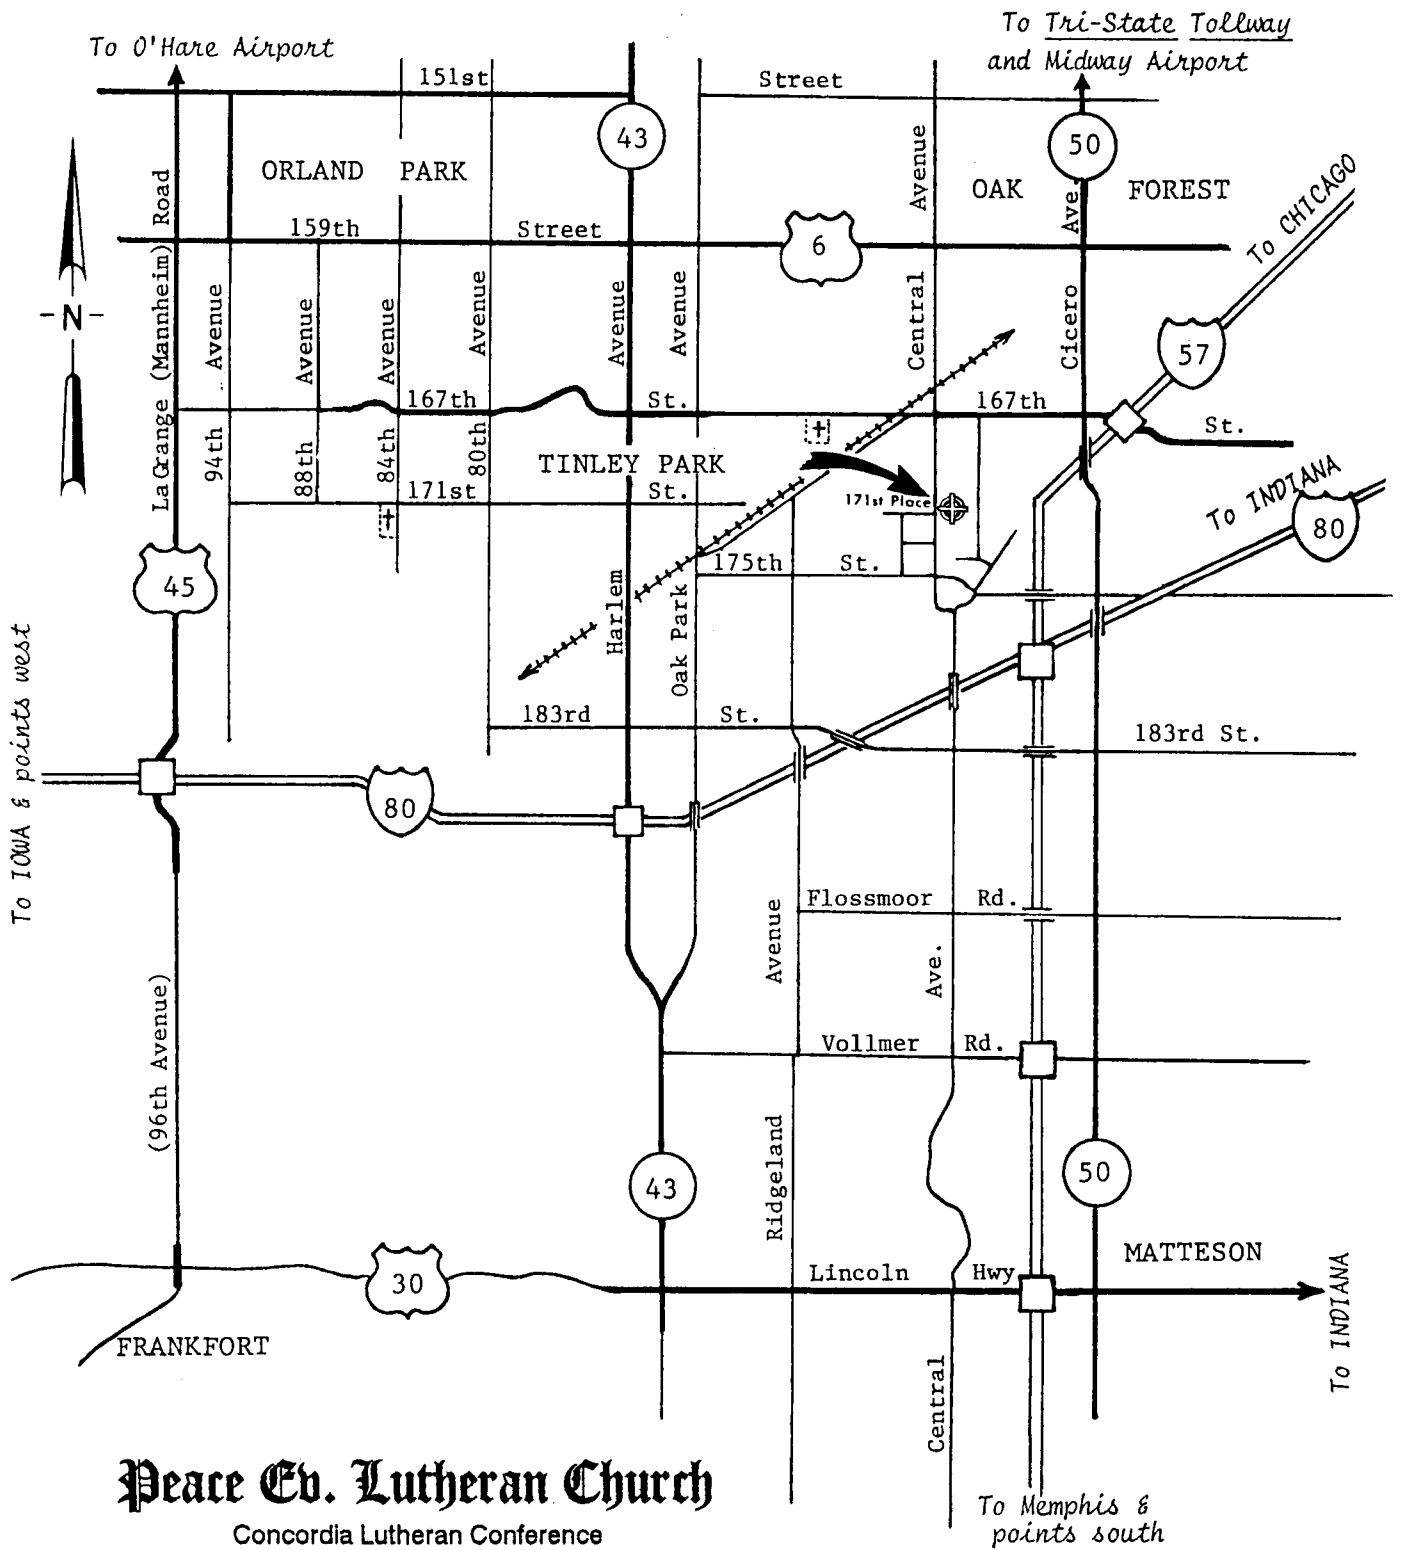 To O'Hare Airport
To Tri-State Tollway
and Midway Airport
151st
Street
43
50
ORLAND PARK
OAK FOREST
Avenue
Road
Ave.
To CHICAGO
159th
Street
6
-N-
La Grange (Mannheim)
Avenue
Avenue
Avenue
Avenue
Avenue
Avenue
Central
Cicero
57
167th
St.
167th
St.
94th
88th
84th
80th
TINLEY PARK
171st
St.
171st Place
To INDIANA
80
45
175th
St.
Harlem
Oak Park
To IOWA & points west
183rd
St.
183rd St.
80
Flossmoor Rd.
Avenue
Ave.
(96th Avenue)
Vollmer Rd.
Ridgeland
43
50
MATTESON
30
Lincoln Hwy
To INDIANA
FRANKFORT
Central
Peace Ev. Lutheran Church
Concordia Lutheran Conference
To Memphis &
points south